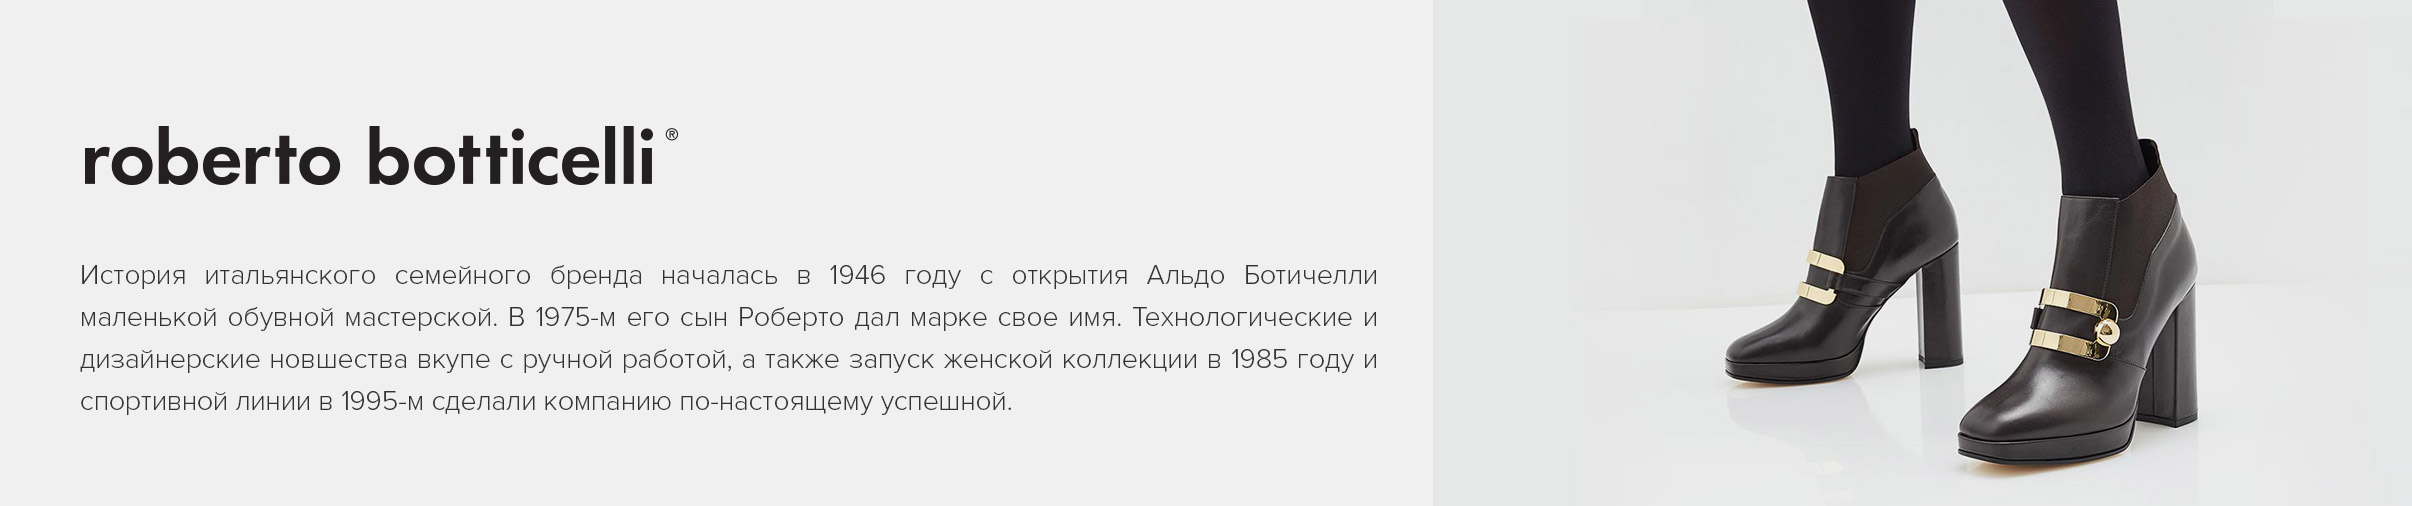 roberto botticelli®
История итальянского семейного бренда началась в 1946 году с открытия Альдо Ботичелли
маленькой обувной мастерской. В 1975-м его сын Роберто дал марке свое имя. Технологические и
дизайнерские новшества вкупе с ручной работой, а также запуск женской коллекции в 1985 году и
спортивной линии в 1995-м сделали компанию по-настоящему успешной.